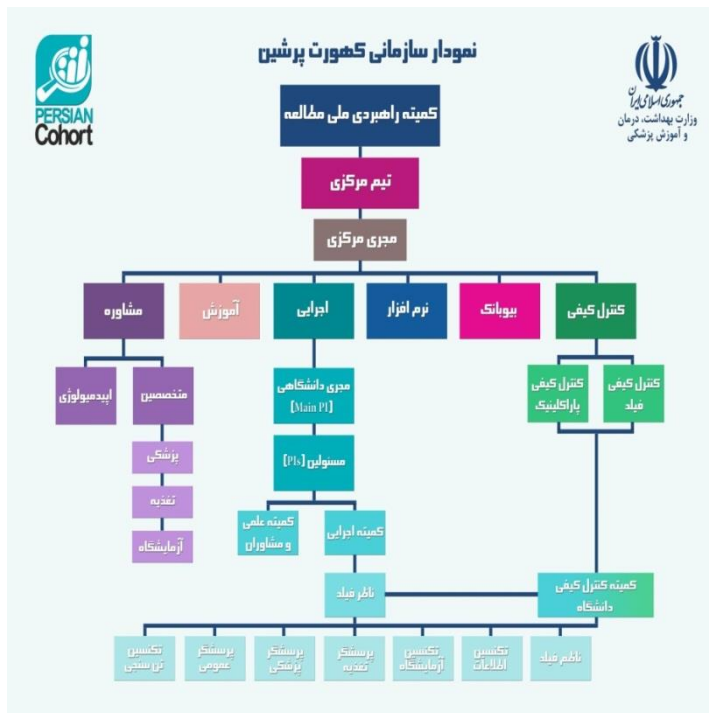 نمودار سازمانی کهورت پرشین
PERSIAN
Cohort
جمهوری اسلامی ایران
وزارت بهداشت، درمان
و آموزش پزشکی
کمیته راهبردی ملی مطالعه
تیم مرکزی
مجری مرکزی
کنترل کیفی
بیوبانک
نرم افزار
اجرایی
آموزش
مشاوره
کنترل کیفی
فیلد
کنترل کیفی
پاراکلینیک
مجری دانشگاهی
[Main PI]
متخصصین
اپیدمیولوژی
پزشکی
تغذیه
آزمایشگاه
مسئولین [PIs]
کمیته اجرایی
کمیته علمی
و مشاوران
کمیته کنترل کیفی
دانشگاه
ناظر فیلد
ناظم فیلد
تکنسین
اطلاعات
تکنسین
آزمایشگاه
پرسشگر
تغذیه
پرسشگر
پزشکی
پرسشگر
عمومی
تکنسین
تن سنجی